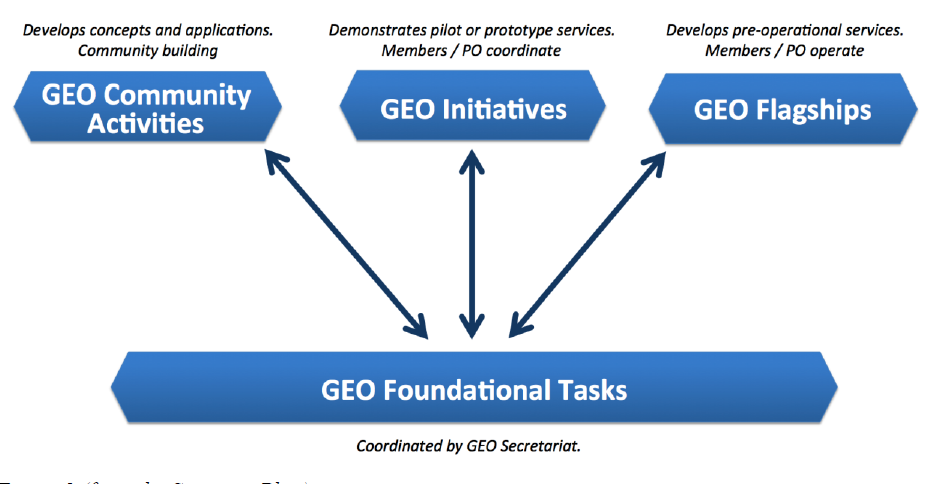 Develops concepts and applications.
Community building
Demonstrates pilot or prototype services.
Members / PO coordinate
Develops pre-operational services.
Members / PO operate
GEO Community
Activities
GEO Initiatives
GEO Flagships
GEO Foundational Tasks
Coordinated by GEO Secretariat.